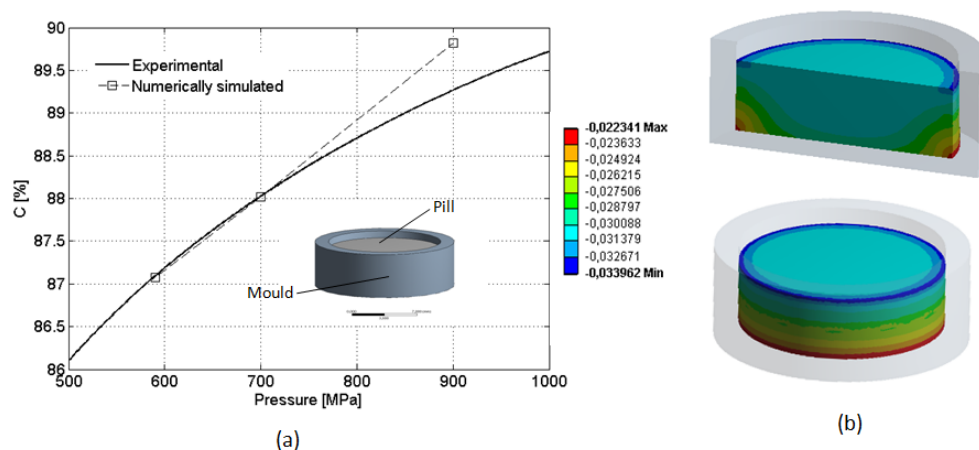 90
89.5
89
88.5
88
87.5
87
86.5
86
C [%]
Experimental
Numerically simulated
Pill
Mould
500
600
700
800
900
1000
Pressure [MPa]
(a)
-0,022341 Max
-0,023633
-0,024924
-0,026215
-0,027506
-0,028797
-0,030088
-0,031379
-0,032671
-0,033962 Min
(b)